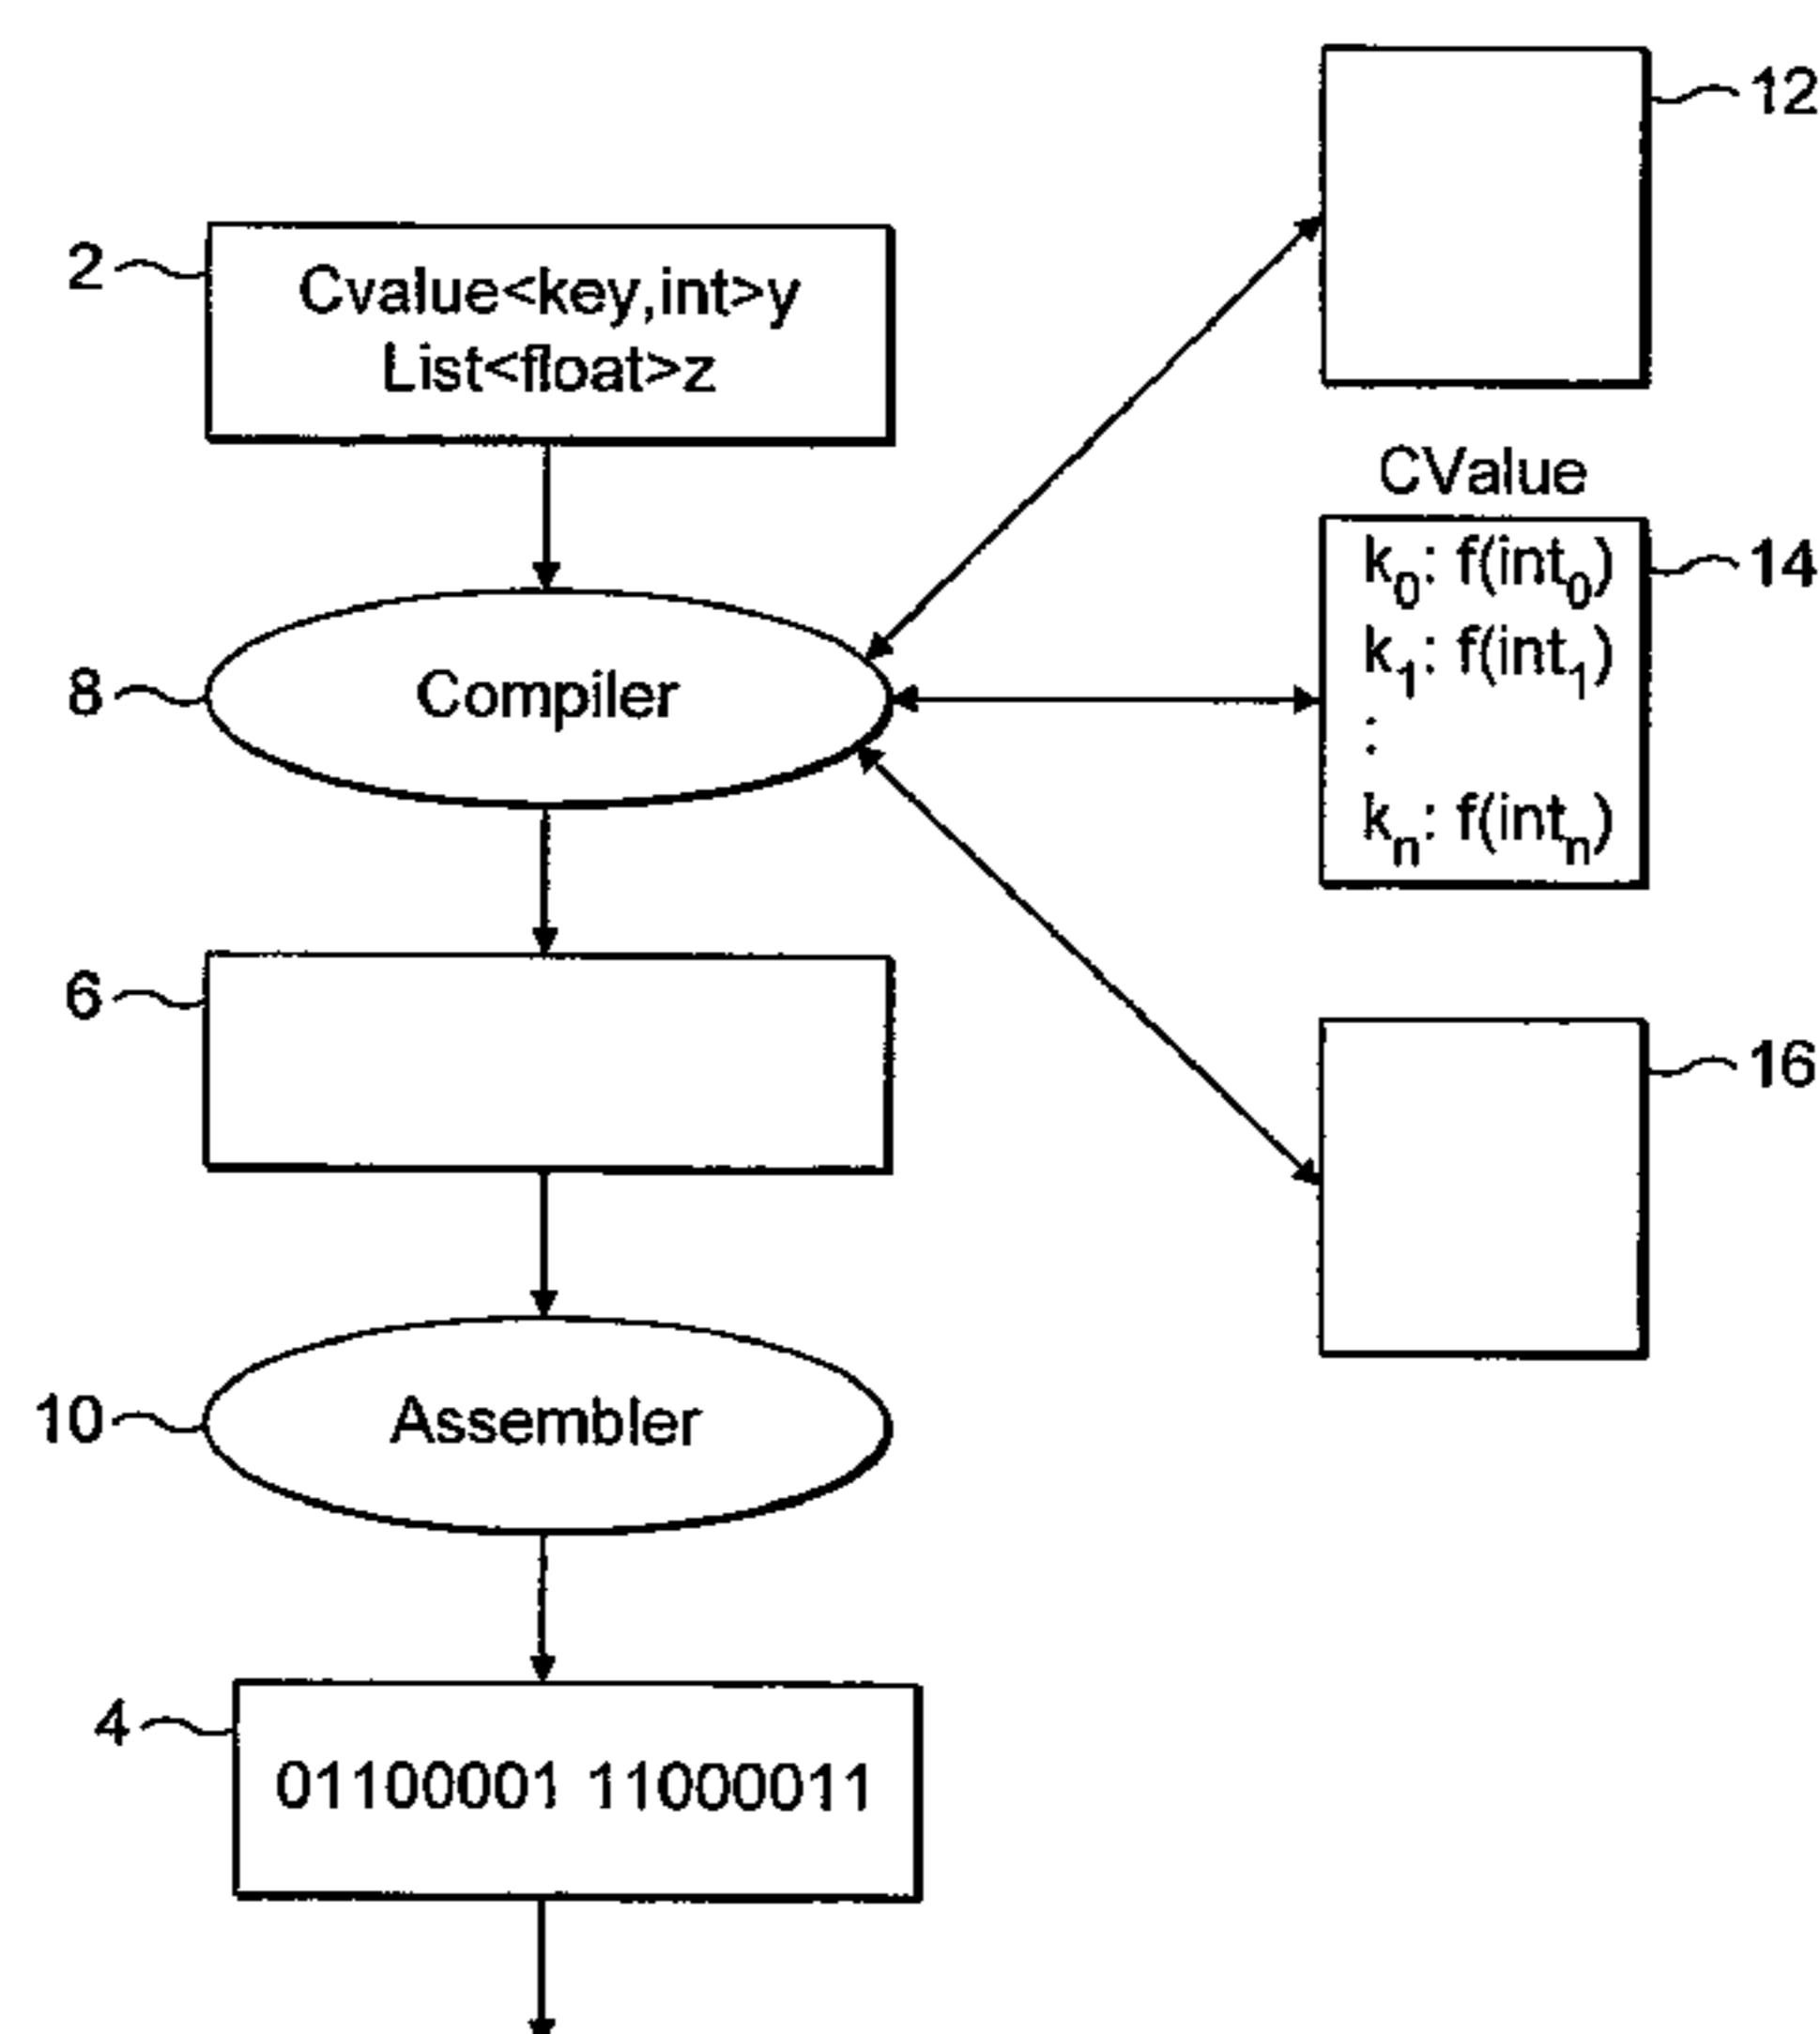 12
2
Cvalue<key,int>y
List<float>z
CValue
14
k0: f(int0)
k1: f(int1)
:
kn: f(intn)
8
Compiler
6
16
10
Assembler
4
01100001 11000011